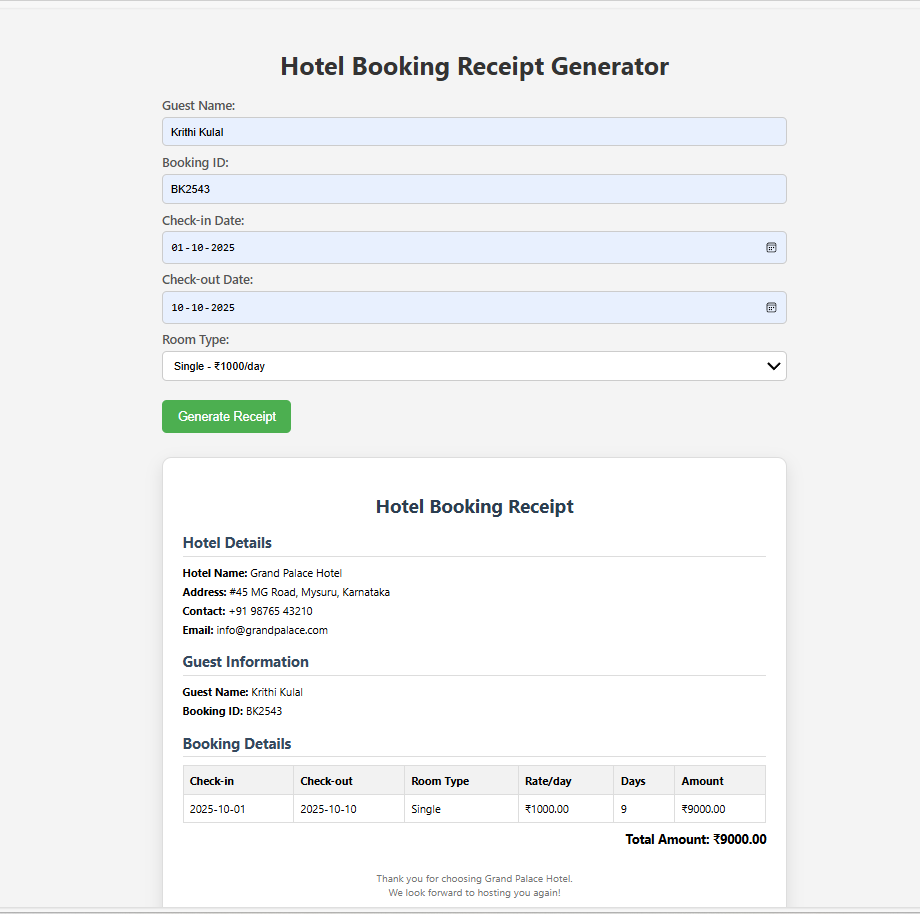 Hotel Booking Receipt Generator
Guest Name:
Krithi Kulal
Booking ID:
BK2543
Check-in Date:
01-10-2025
Check-out Date:
10-10-2025
Room Type:
Single - ₹1000/day
Generate Receipt
Hotel Booking Receipt
Hotel Details
Hotel Name: Grand Palace Hotel
Address: #45 MG Road, Mysuru, Karnataka
Contact: +91 98765 43210
Email: info@grandpalace.com
Guest Information
Guest Name: Krithi Kulal
Booking ID: BK2543
Booking Details
Check-in Check-out Room Type Rate/day Days Amount
2025-10-01 2025-10-10 Single ₹1000.00 9 ₹9000.00
Total Amount: ₹9000.00
Thank you for choosing Grand Palace Hotel.
We look forward to hosting you again!